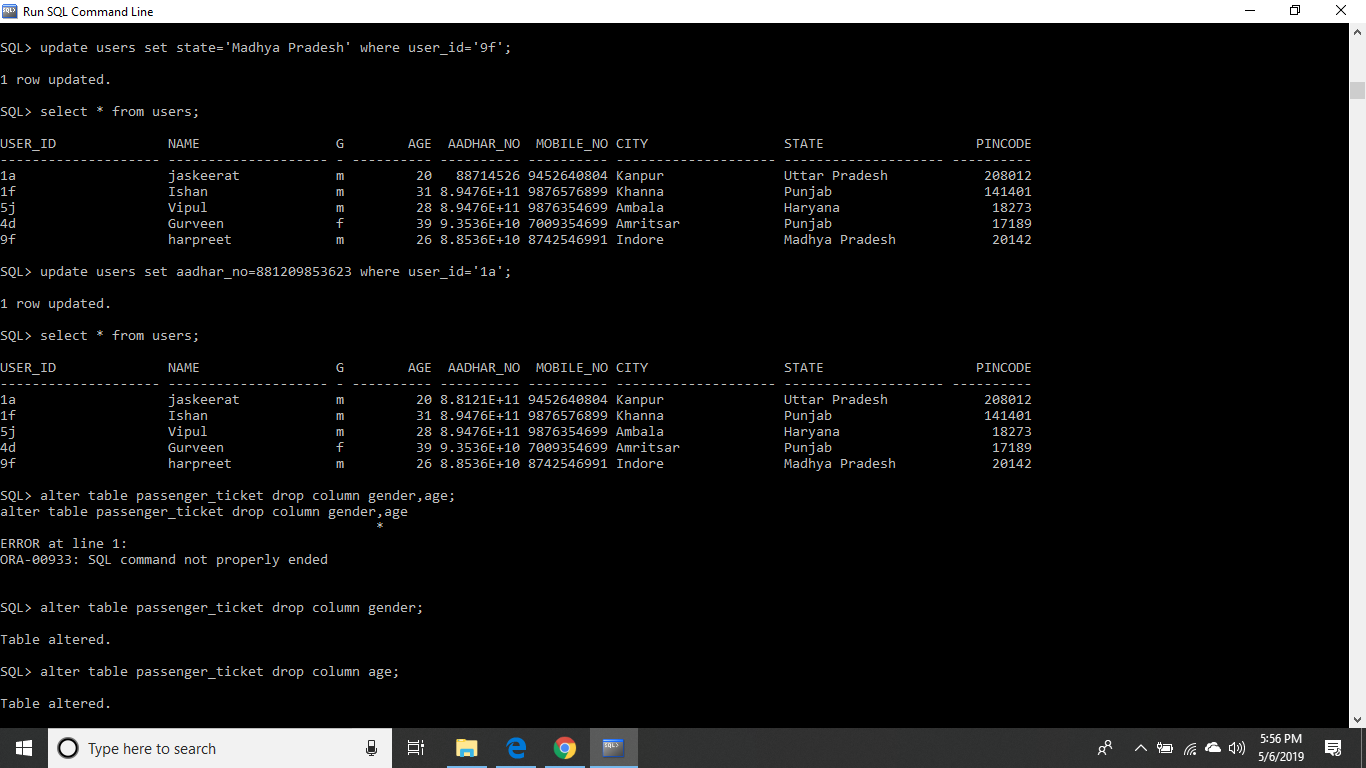 Run SQL Command Line
SQL> update users set state='Madhya Pradesh' where user_id='9f';
1 row updated.
SQL> select * from users;
USER_ID              NAME                 G        AGE  AADHAR_NO  MOBILE_NO CITY                 STATE                   PINCODE
-------------------- -------------------- - ---------- ---------- ---------- -------------------- -------------------- ----------
1a                   jaskeerat            m         20   88714526 9452640804 Kanpur               Uttar Pradesh            208012
1f                   Ishan                m         31 8.9476E+11 9876576899 Khanna               Punjab                   141401
5j                   Vipul                m         28 8.9476E+11 9876354699 Ambala               Haryana                   18273
4d                   Gurveen              f         39 9.3536E+10 7009354699 Amritsar             Punjab                    17189
9f                   harpreet             m         26 8.8536E+10 8742546991 Indore               Madhya Pradesh            20142
SQL> update users set aadhar_no=881209853623 where user_id='1a';
1 row updated.
SQL> select * from users;
USER_ID              NAME                 G        AGE  AADHAR_NO  MOBILE_NO CITY                 STATE                   PINCODE
-------------------- -------------------- - ---------- ---------- ---------- -------------------- -------------------- ----------
1a                   jaskeerat            m         20 8.8121E+11 9452640804 Kanpur               Uttar Pradesh            208012
1f                   Ishan                m         31 8.9476E+11 9876576899 Khanna               Punjab                   141401
5j                   Vipul                m         28 8.9476E+11 9876354699 Ambala               Haryana                   18273
4d                   Gurveen              f         39 9.3536E+10 7009354699 Amritsar             Punjab                    17189
9f                   harpreet             m         26 8.8536E+10 8742546991 Indore               Madhya Pradesh            20142
SQL> alter table passenger_ticket drop column gender,age;
alter table passenger_ticket drop column gender,age
*
ERROR at line 1:
ORA-00933: SQL command not properly ended
SQL> alter table passenger_ticket drop column gender;
Table altered.
SQL> alter table passenger_ticket drop column age;
Table altered.
Type here to search
5:56 PM
5/6/2019